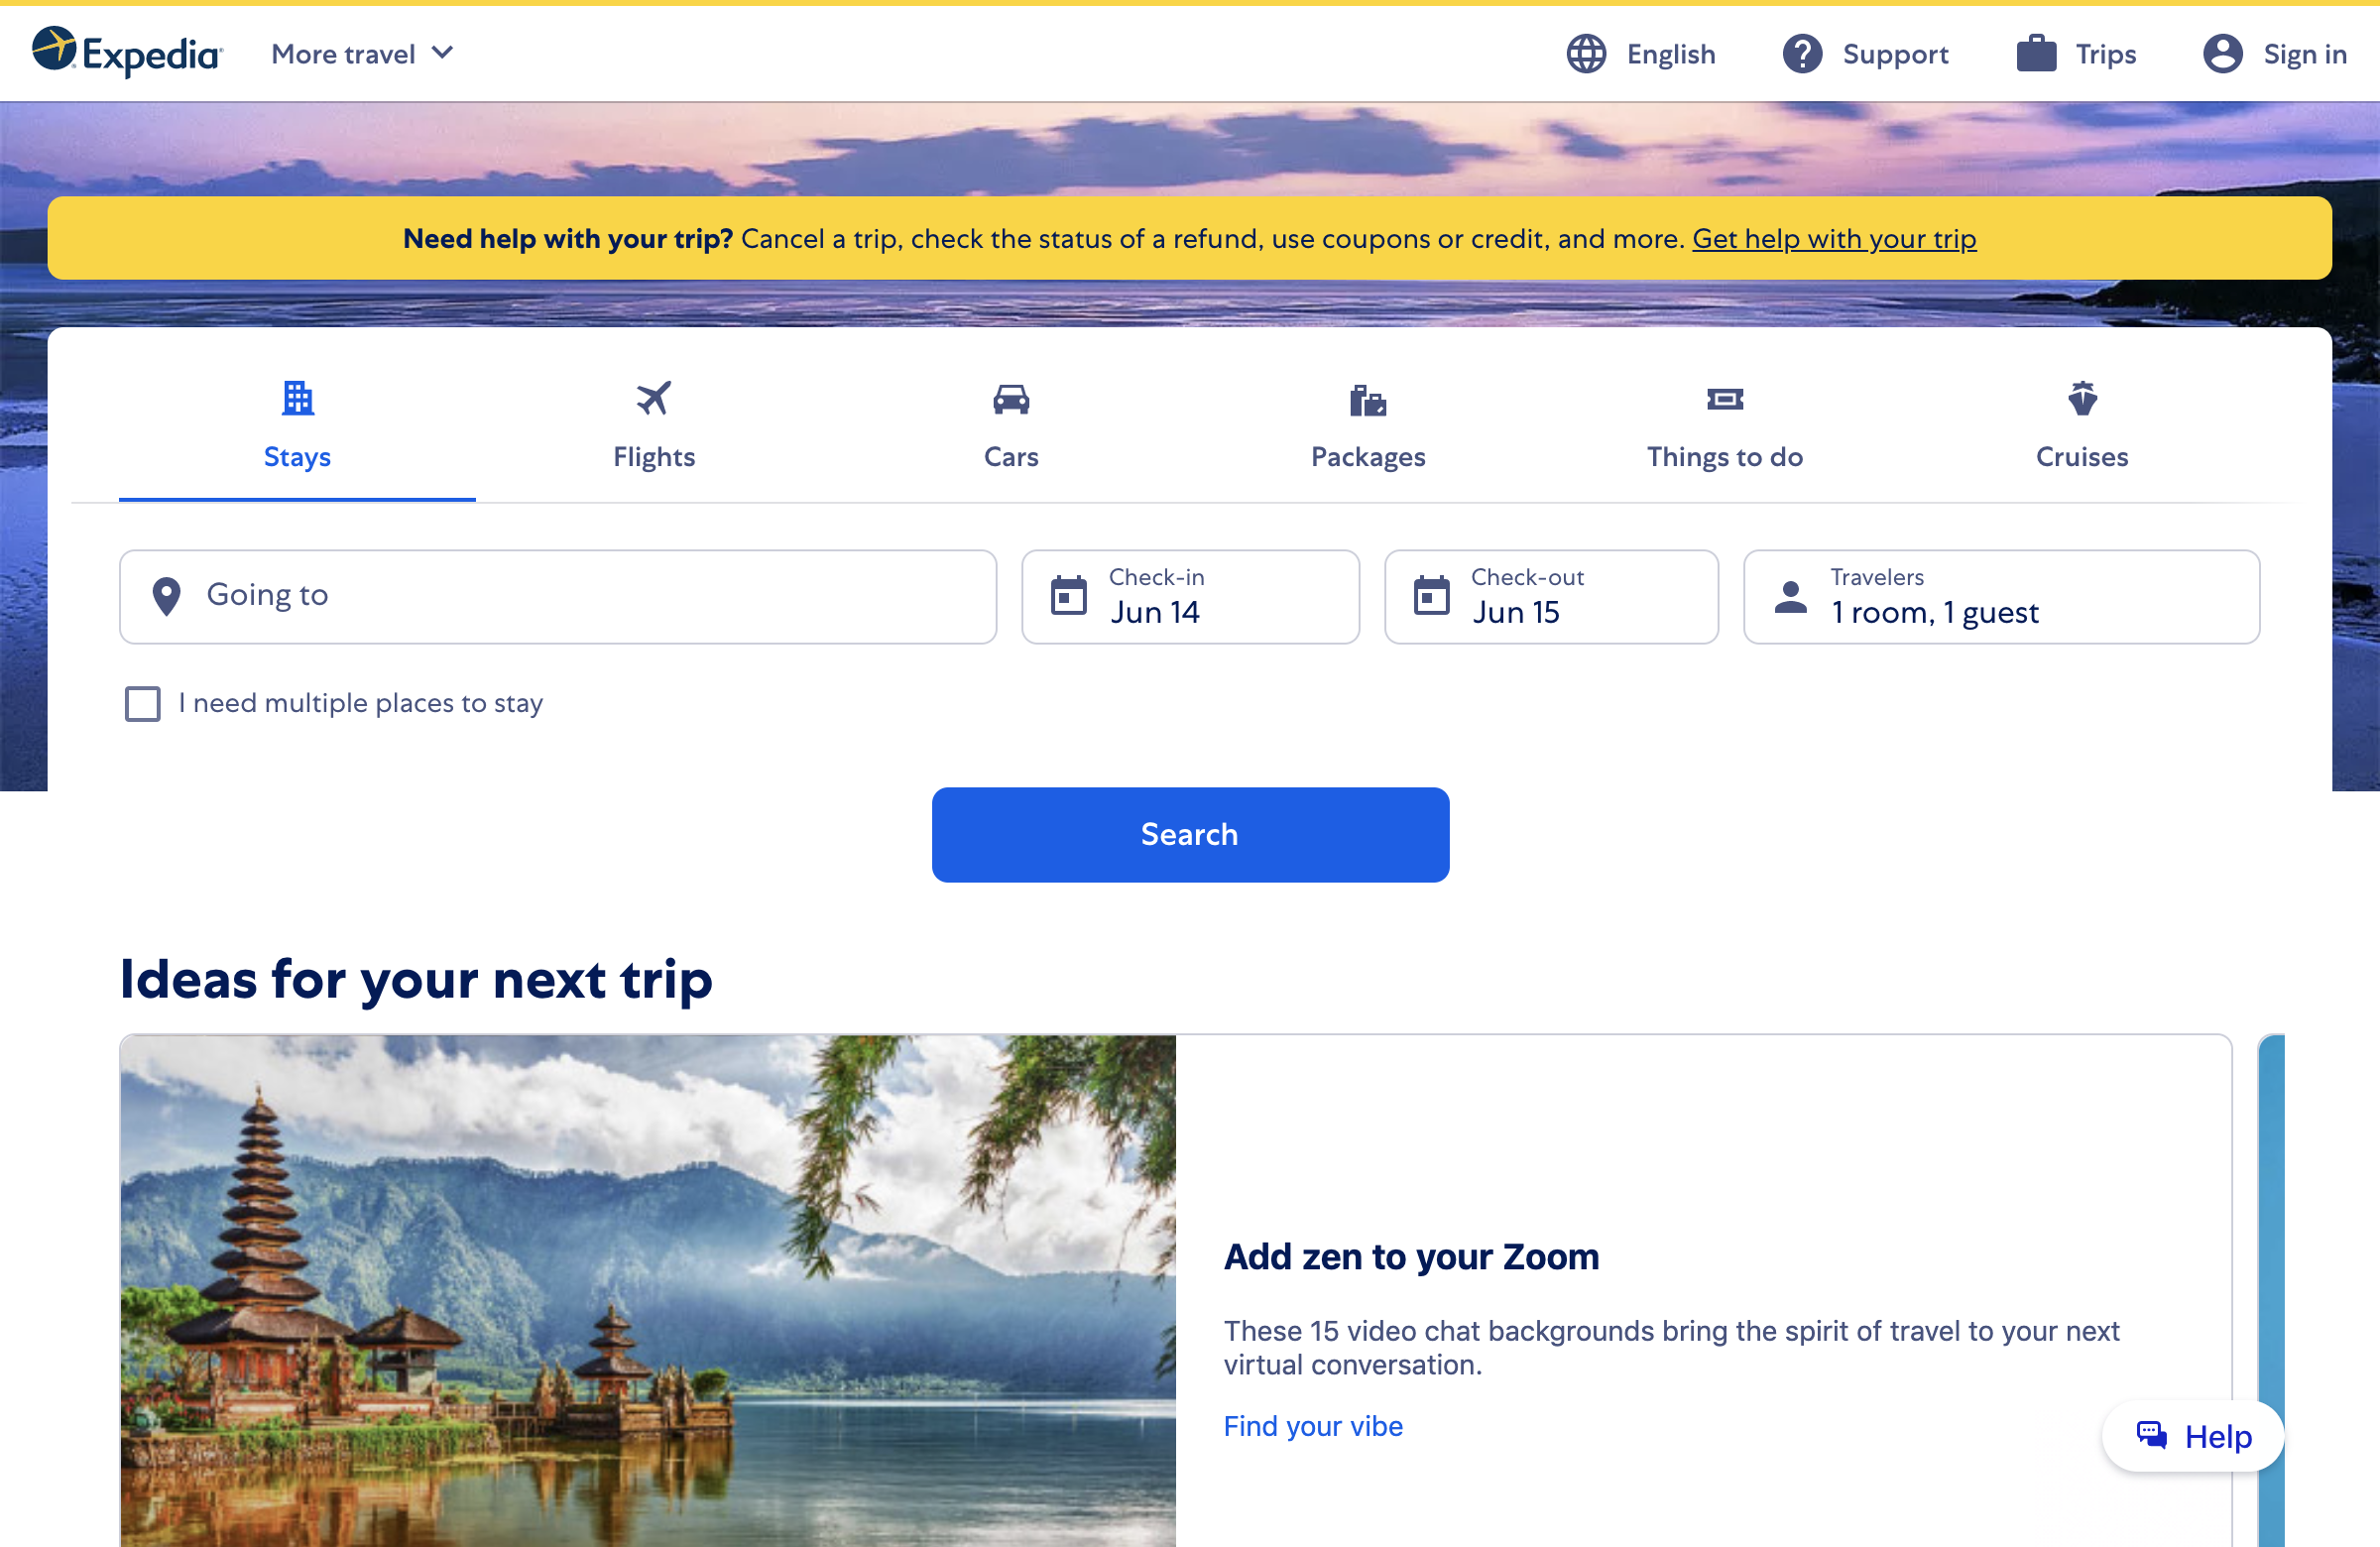 Expedia
More travel
English
Support
Trips
Sign in
Need help with your trip? Cancel a trip, check the status of a refund, use coupons or credit, and more. Get help with your trip
Stays
Flights
Cars
Packages
Things to do
Cruises
Going to
Check-in
Jun 14
Check-out
Jun 15
Travelers
1 room, 1 guest
I need multiple places to stay
Search
Ideas for your next trip
Add zen to your Zoom
These 15 video chat backgrounds bring the spirit of travel to your next
virtual conversation.
Find your vibe
Help